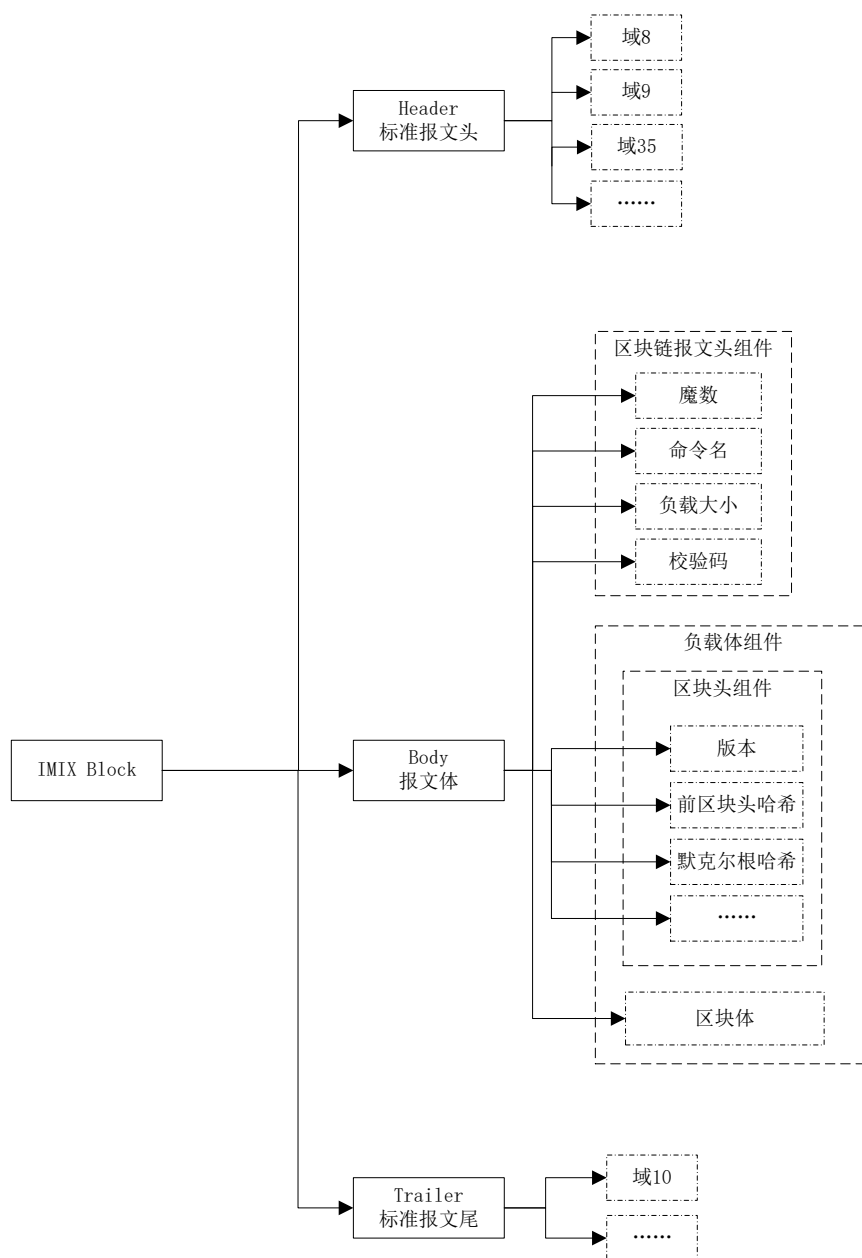 域8
域9
Header
标准报文头
域35
……
区块链报文头组件
魔数
命令名
负载大小
校验码
负载体组件
区块头组件
版本
IMIX Block
Body
报文体
前区块头哈希
默克尔根哈希
……
区块体
域10
Trailer
标准报文尾
……